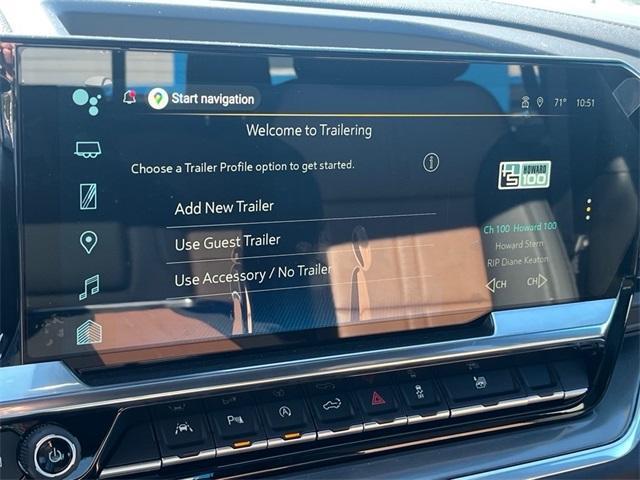 Start navigation
71° 10:51
Welcome to Trailering
Choose a Trailer Profile option to get started.
Add New Trailer
Use Guest Trailer
Use Accessory / No Trailer
HOWARD
100
Ch 100 Howard 100
Howard Stern
RIP Diane Keaton
CH CH